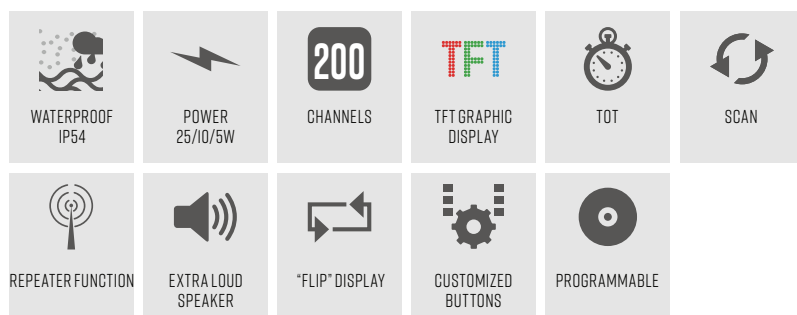 200
TFT
WATERPROOF
IP54
POWER
25/10/5W
CHANNELS
TFT GRAPHIC
DISPLAY
TOT
SCAN
REPEATER FUNCTION
EXTRA LOUD
SPEAKER
“FLIP” DISPLAY
CUSTOMIZED
BUTTONS
PROGRAMMABLE